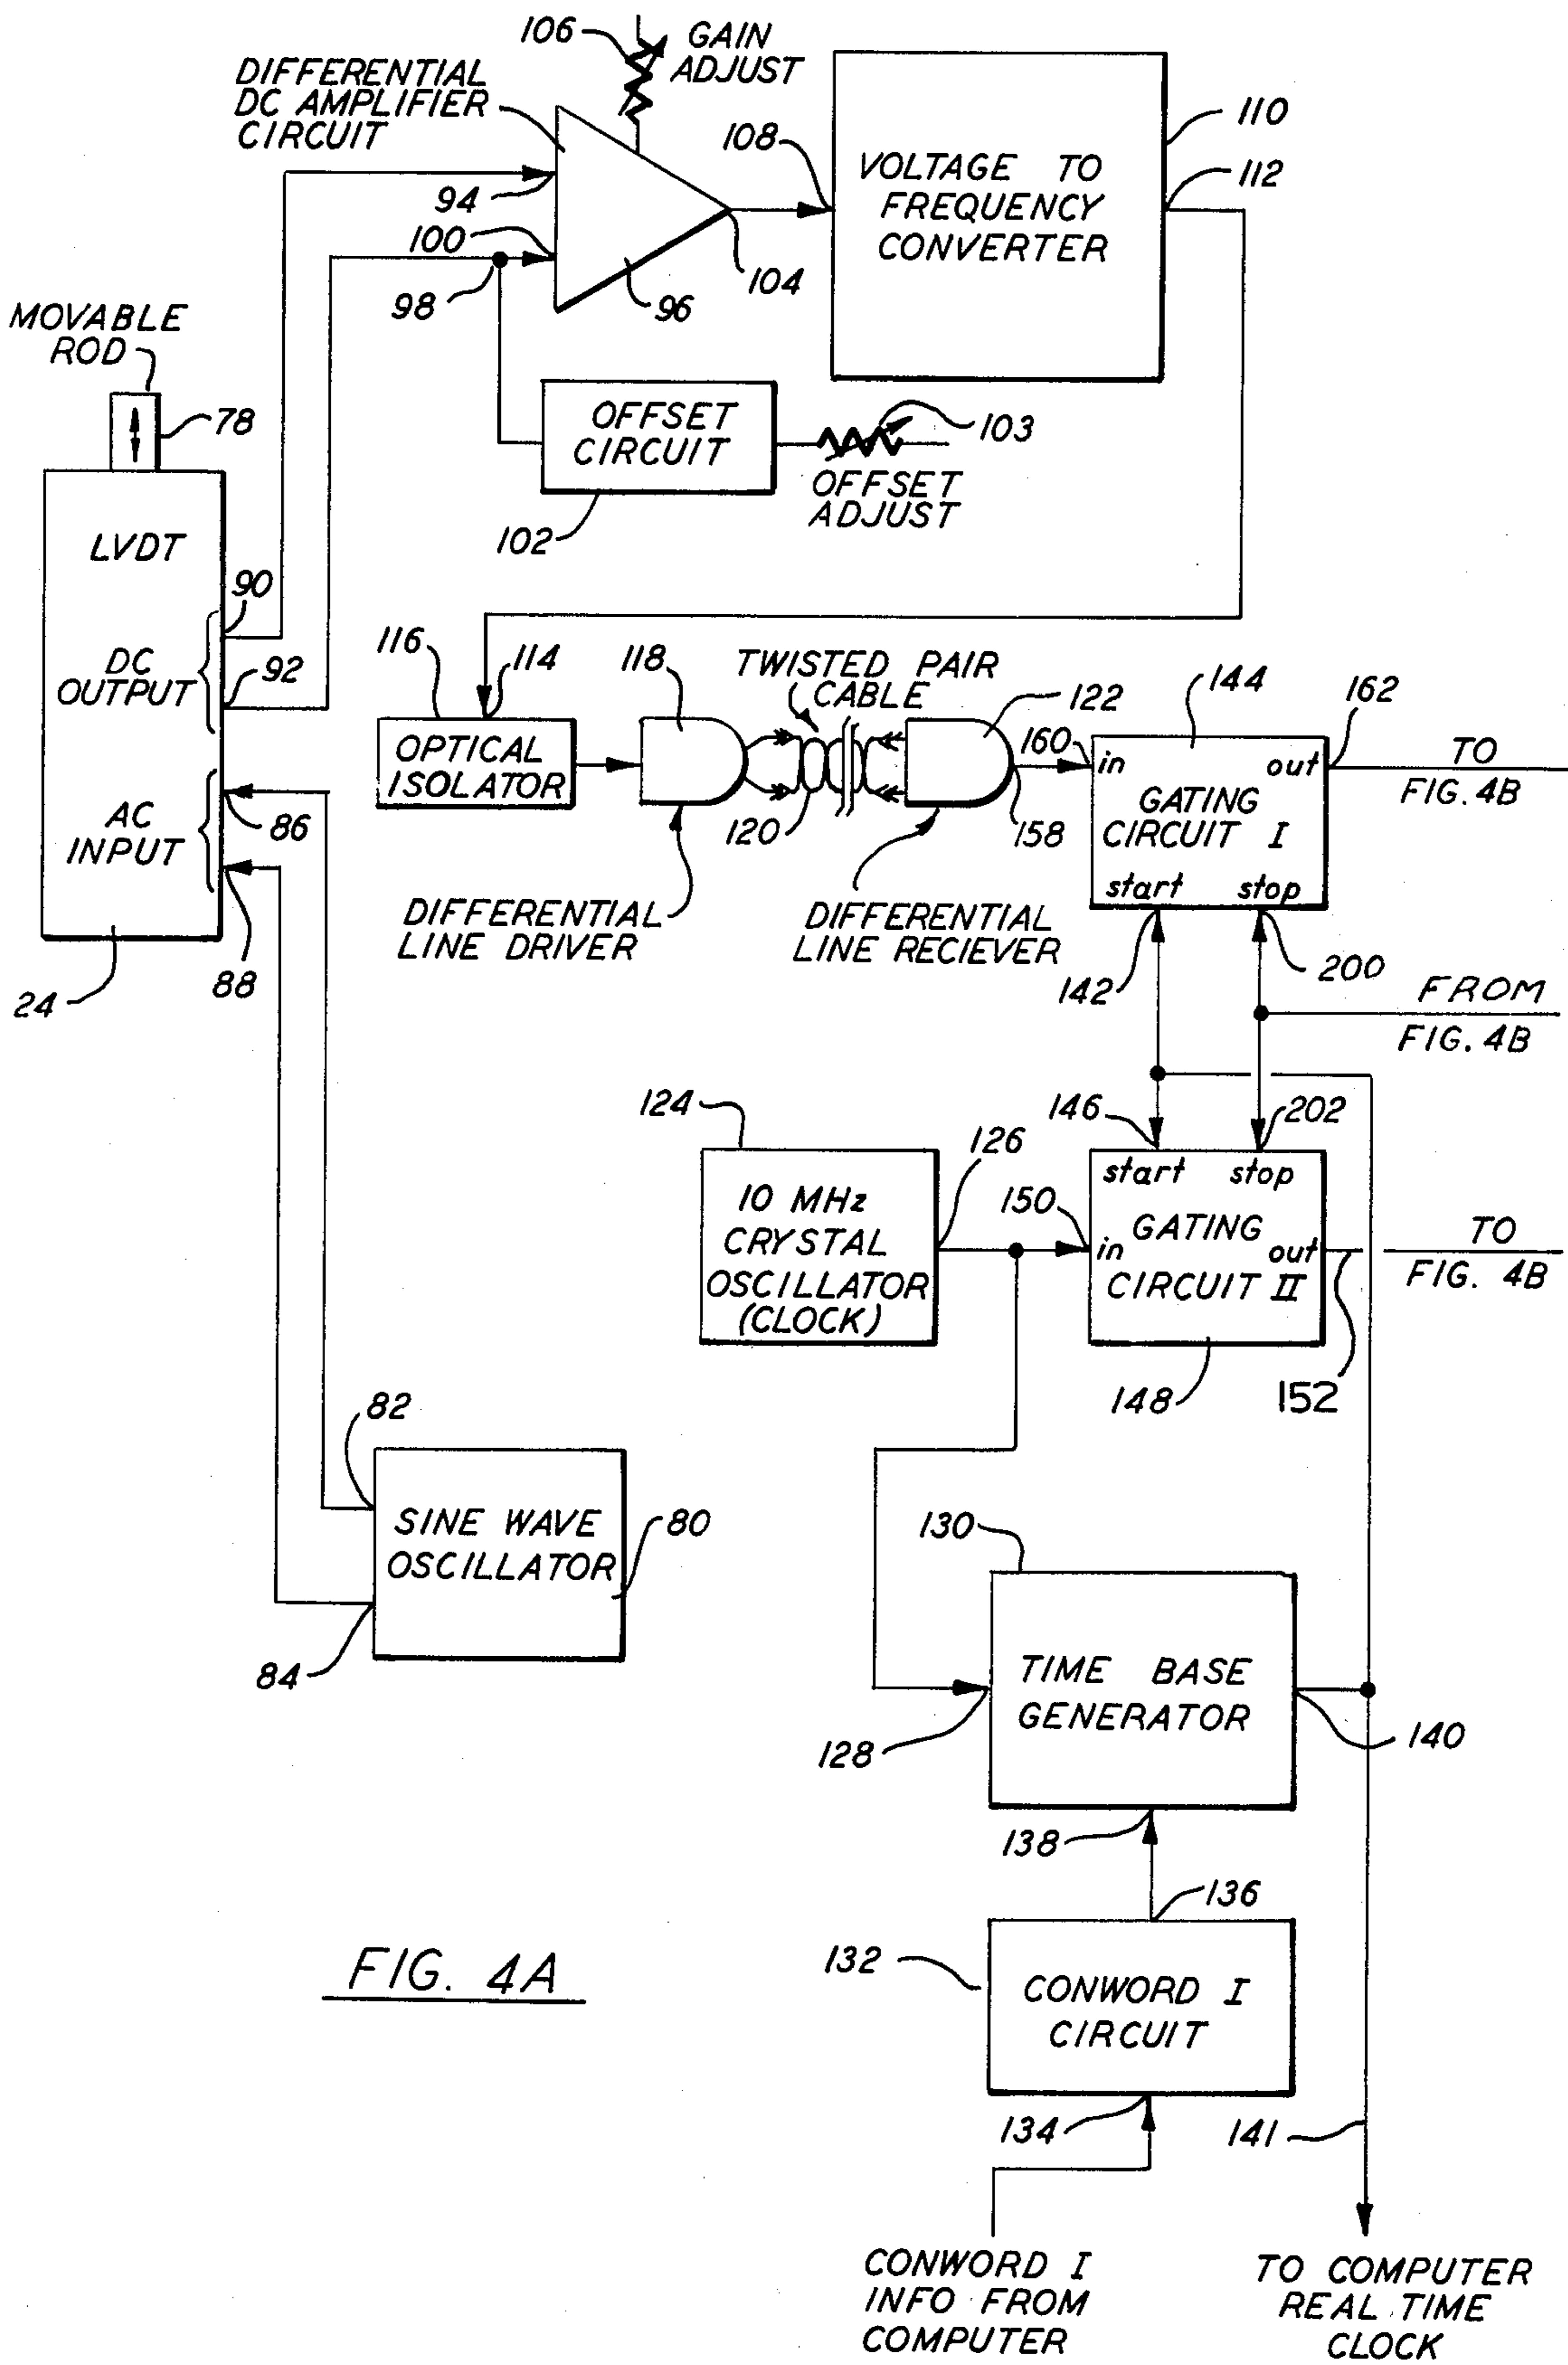 106
GAIN
ADJUST
DIFFERENTIAL
DC AMPLIFIER
CIRCUIT
94
100
98
96
104
108
VOLTAGE TO
FREQUENCY
CONVERTER
110
112
MOVABLE
ROD
78
OFFSET
CIRCUIT
102
103
OFFSET
ADJUST
LVDT
90
DC
OUTPUT
92
AC
INPUT
86
88
24
116
114
OPTICAL
ISOLATOR
118
TWISTED PAIR
CABLE
120
122
158
DIFFERENTIAL
LINE DRIVER
DIFFERENTIAL
LINE RECIEVER
144
160
in
out
GATING
CIRCUIT I
start stop
162
TO
FIG. 4B
142
200
FROM
FIG. 4B
124
126
10 MHz
CRYSTAL
OSCILLATOR
(CLOCK)
146
202
150
start stop
GATING
in
out
CIRCUIT II
148
152
TO
FIG. 4B
82
SINE WAVE
OSCILLATOR
80
84
130
TIME BASE
GENERATOR
128
140
138
136
132
CONWORD I
CIRCUIT
134
141
FIG. 4A
CONWORD I
INFO FROM
COMPUTER
TO COMPUTER
REAL TIME
CLOCK